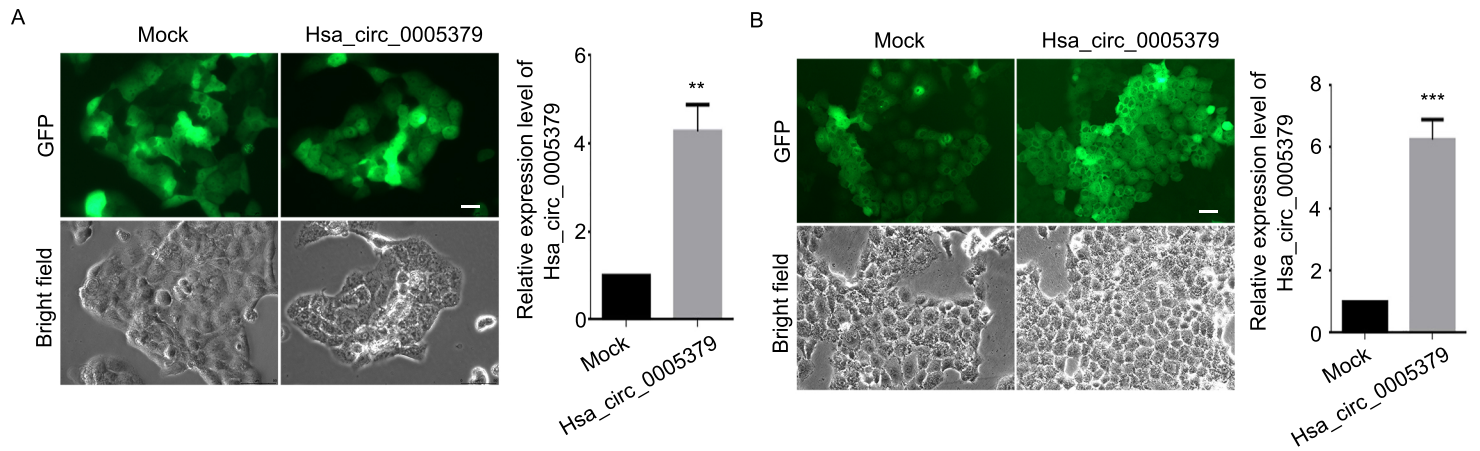 A
Mock
Hsa_circ_0005379
GFP
Bright field
Relative expression level of
Hsa_circ_0005379
6
4
2
0
**
Mock
Hsa_circ_0005379
B
Mock
Hsa_circ_0005379
GFP
Bright field
Relative expression level of
Hsa_circ_0005379
8
6
4
2
0
***
Mock
Hsa_circ_0005379